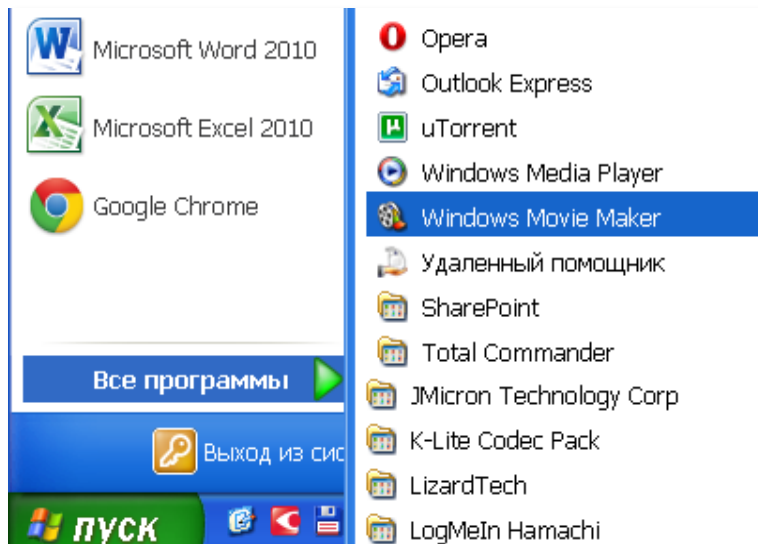 Microsoft Word 2010
Microsoft Excel 2010
Google Chrome
Все программы
Выход из сис
пуск
Opera
Outlook Express
uTorrent
Windows Media Player
Windows Movie Maker
Удаленный помощник
SharePoint
Total Commander
JMicron Technology Corp
K-Lite Codec Pack
LizardTech
LogMeIn Hamachi